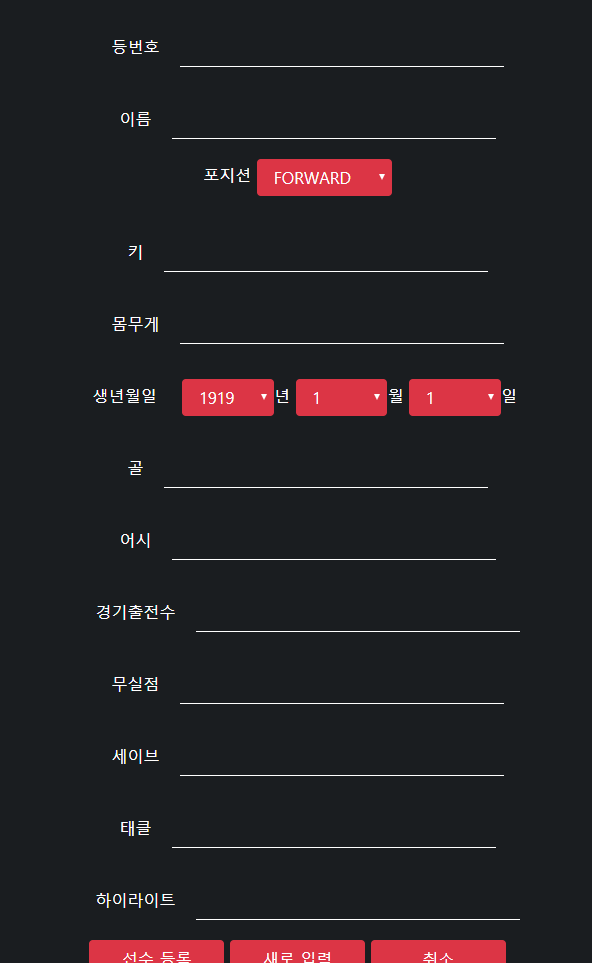 등번호
이름
포지션 FORWARD
키
몸무게
생년월일 1919 년 1 월 1 일
골
어시
경기출전수
무실점
세이브
태클
하이라이트
선수 등록 새로 입력 취소